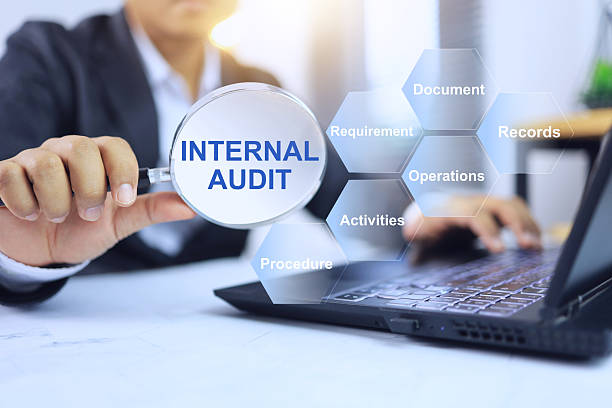 INTERNAL
AUDIT
Document
Requirement
Records
Operations
Activities
Procedure